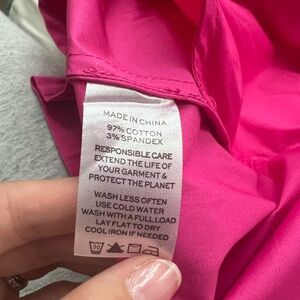 MADE IN CHINA
97% COTTON
3% SPANDEX
RESPONSIBLE CARE
EXTEND THE LIFE OF
YOUR GARMENT &
PROTECT THE PLANET
WASH LESS OFTEN
USE COLD WATER
WASH WITH A FULL LOAD
LAY FLAT TO DRY
COOL IRON IF NEEDED
30